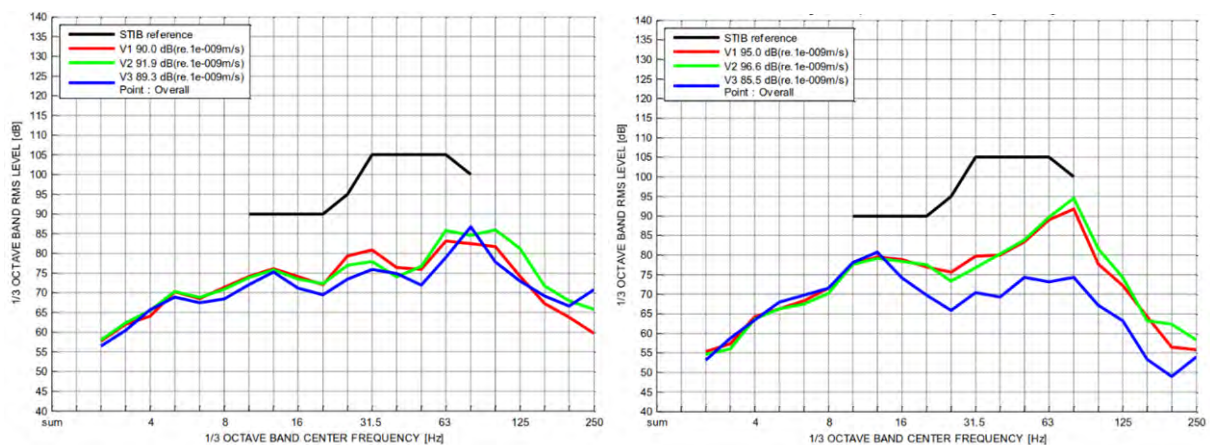 STIB reference
V1 90.0 dB(re.1e-009m/s)
V2 91.9 dB(re.1e-009m/s)
V3 89.3 dB(re.1e-009m/s)
Point : Overall
1/3 OCTAVE BAND RMS LEVEL [dB]
140
135
130
125
120
115
110
105
100
95
90
85
80
75
70
65
60
55
50
45
40
sum 4 8 16 31.5 63 125 250
1/3 OCTAVE BAND CENTER FREQUENCY [Hz]
STIB reference
V1 95.0 dB(re.1e-009m/s)
V2 96.6 dB(re.1e-009m/s)
V3 85.5 dB(re.1e-009m/s)
Point : Overall
1/3 OCTAVE BAND RMS LEVEL [dB]
140
135
130
125
120
115
110
105
100
95
90
85
80
75
70
65
60
55
50
45
40
sum 4 8 16 31.5 63 125 250
1/3 OCTAVE BAND CENTER FREQUENCY [Hz]